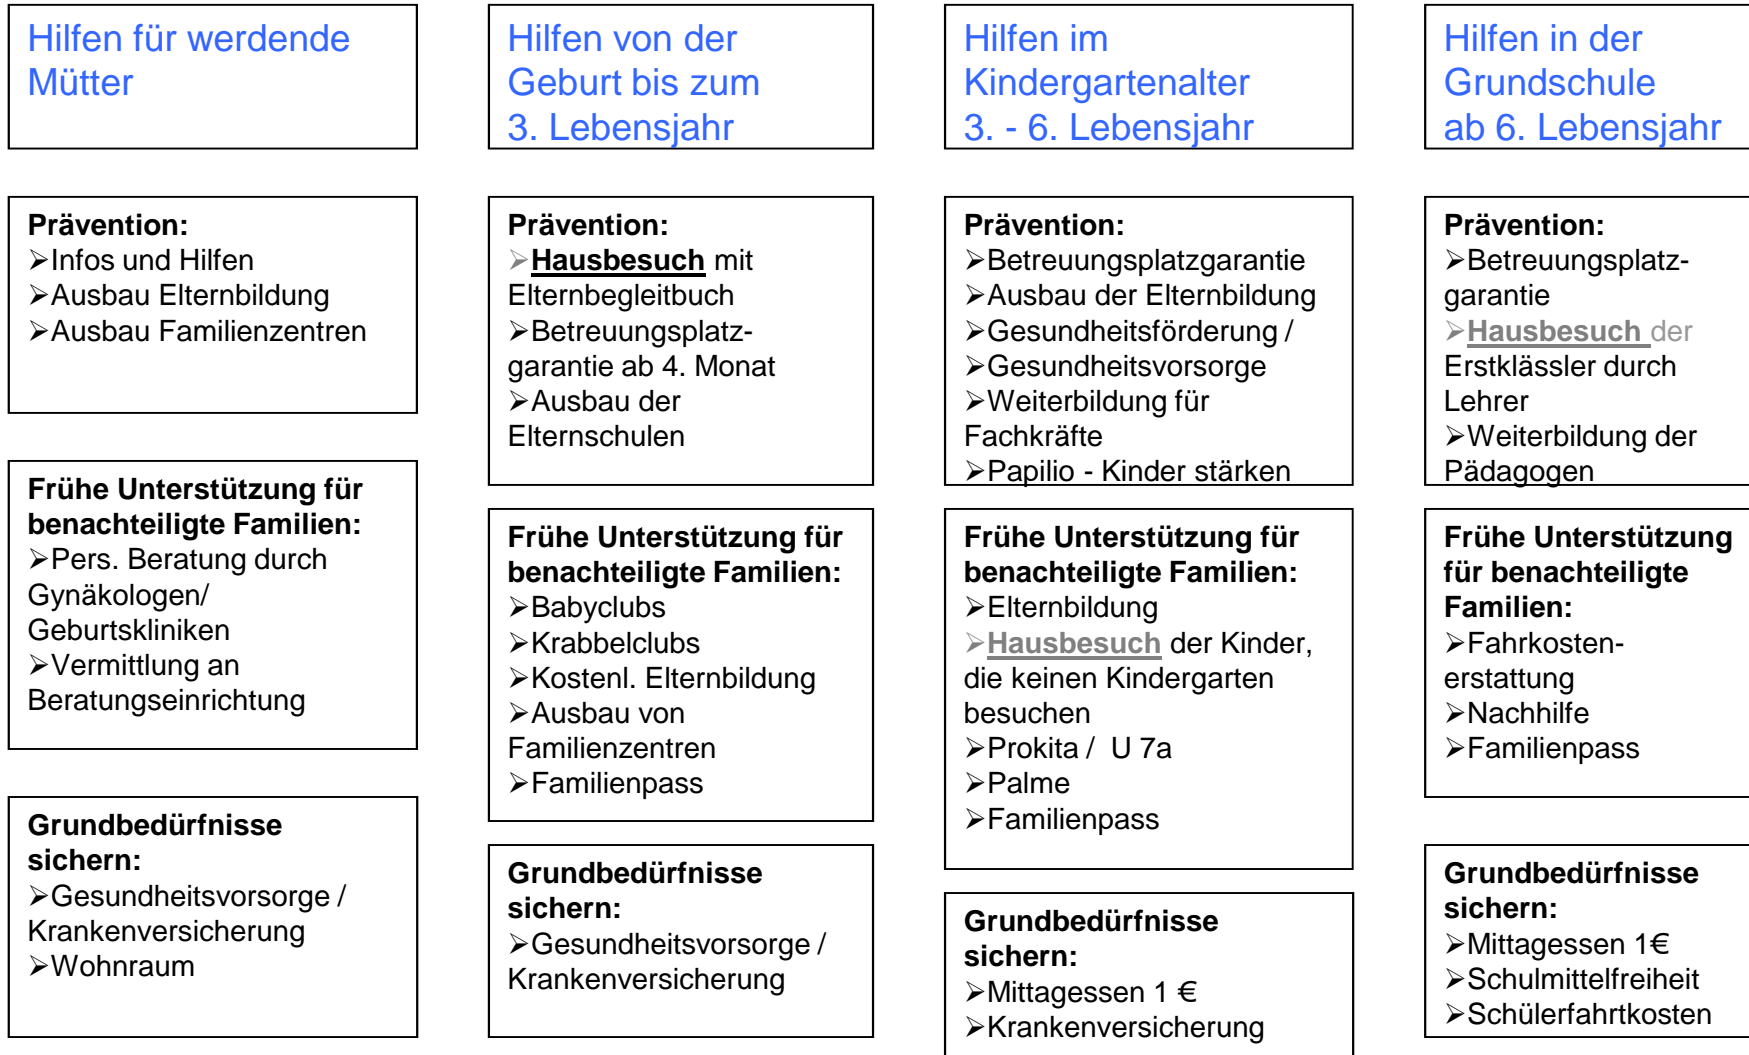 Hilfen für werdende
Mütter
Prävention:
➢Infos und Hilfen
➢Ausbau Elternbildung
➢Ausbau Familienzentren
Frühe Unterstützung für
benachteiligte Familien:
➢Pers. Beratung durch
Gynäkologen/
Geburtskliniken
➢Vermittlung an
Beratungseinrichtung
Grundbedürfnisse
sichern:
➢Gesundheitsvorsorge /
Krankenversicherung
➢Wohnraum
Hilfen von der
Geburt bis zum
3. Lebensjahr
Prävention:
➢Hausbesuch mit
Elternbegleitbuch
➢Betreuungsplatz-
garantie ab 4. Monat
➢Ausbau der
Elternschulen
Frühe Unterstützung für
benachteiligte Familien:
➢Babyclubs
➢Krabbelclubs
➢Kostenl. Elternbildung
➢Ausbau von
Familienzentren
➢Familienpass
Grundbedürfnisse
sichern:
➢Gesundheitsvorsorge /
Krankenversicherung
Hilfen im
Kindergartenalter
3. - 6. Lebensjahr
Prävention:
➢Betreuungsplatzgarantie
➢Ausbau der Elternbildung
➢Gesundheitsförderung /
➢Gesundheitsvorsorge
➢Weiterbildung für
Fachkräfte
➢Papilio - Kinder stärken
Frühe Unterstützung für
benachteiligte Familien:
➢Elternbildung
➢Hausbesuch der Kinder,
die keinen Kindergarten
besuchen
➢Prokita / U 7a
➢Palme
➢Familienpass
Grundbedürfnisse
sichern:
➢Mittagessen 1 €
➢Krankenversicherung
Hilfen in der
Grundschule
ab 6. Lebensjahr
Prävention:
➢Betreuungsplatz-
garantie
➢Hausbesuch der
Erstklässler durch
Lehrer
➢Weiterbildung der
Pädagogen
Frühe Unterstützung
für benachteiligte
Familien:
➢Fahrkosten-
erstattung
➢Nachhilfe
➢Familienpass
Grundbedürfnisse
sichern:
➢Mittagessen 1€
➢Schulmittelfreiheit
➢Schülerfahrtkosten